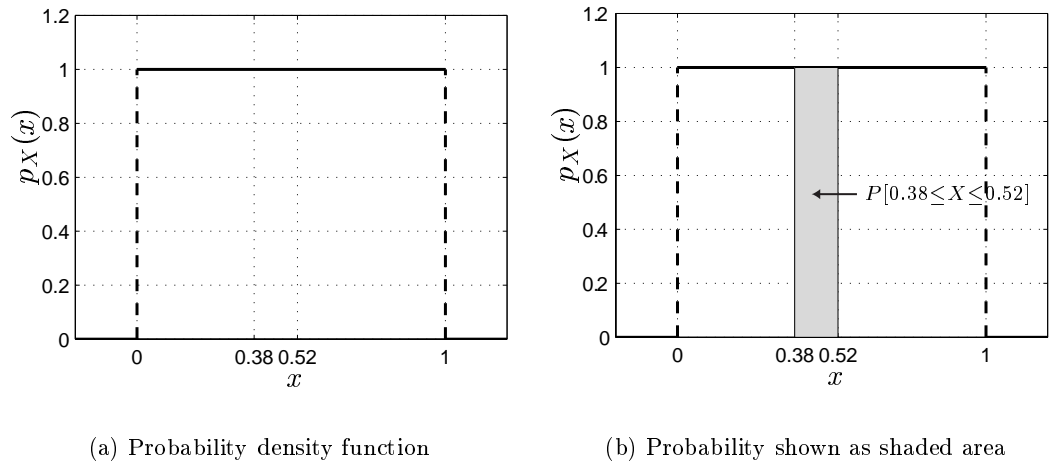 1.2
1
0.8
0.6
0.4
0.2
0
p_X(x)
0 0.38 0.52 1
x
(a) Probability density function
1.2
1
0.8
0.6
0.4
0.2
0
p_X(x)
P[0.38≤X≤0.52]
0 0.38 0.52 1
x
(b) Probability shown as shaded area